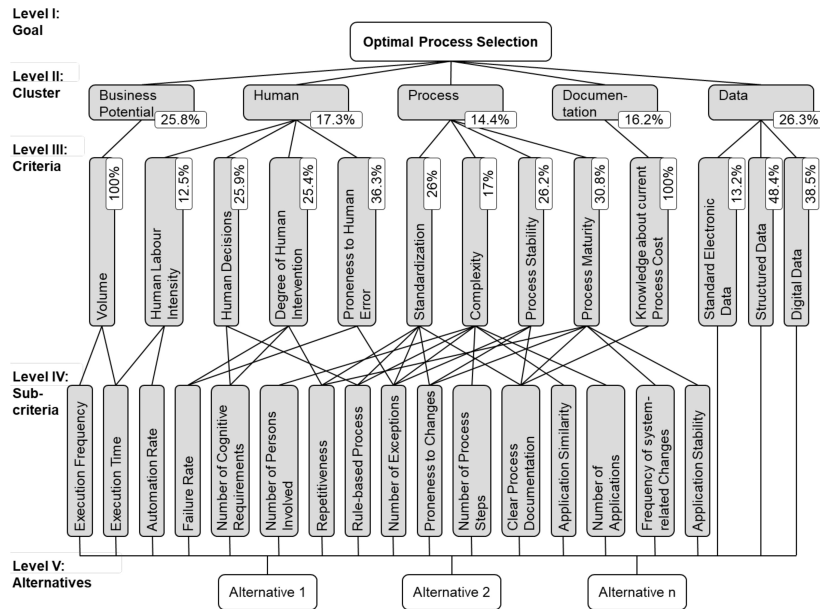 Level I:
Goal
Optimal Process Selection
Level II:
Cluster
Business
Potential
25.8%
Human
17.3%
Process
14.4%
Documen-
tation
16.2%
Data
26.3%
Level III:
Criteria
Volume
100%
Human Labour
Intensity
12.5%
Human Decisions
25.9%
Degree of Human
Intervention
25.4%
Proneness to Human
Error
36.3%
Standardization
26%
Complexity
17%
Process Stability
26.2%
Process Maturity
30.8%
Knowledge about current
Process Cost
100%
Standard Electronic
Data
13.2%
Structured Data
48.4%
Digital Data
38.5%
Level IV:
Sub-
criteria
Execution Frequency
Execution Time
Automation Rate
Failure Rate
Number of Cognitive
Requirements
Number of Persons
Involved
Repetitiveness
Rule-based Process
Number of Exceptions
Proneness to Changes
Number of Process
Steps
Clear Process
Documentation
Application Similarity
Number of
Applications
Frequency of system-
related Changes
Application Stability
Level V:
Alternatives
Alternative 1
Alternative 2
Alternative n